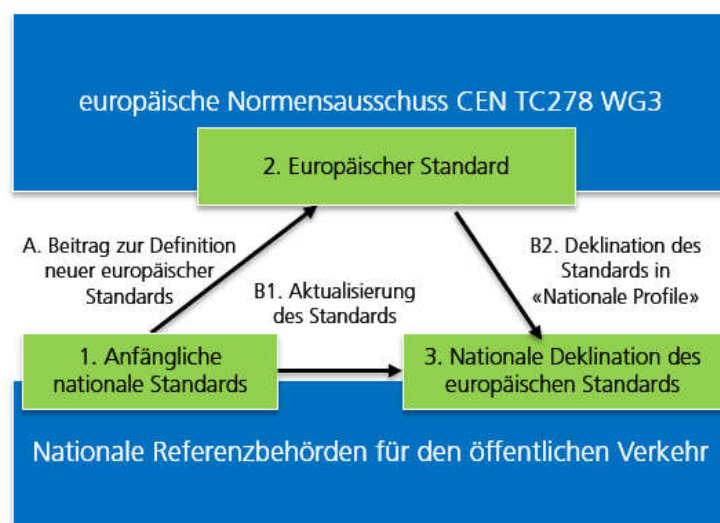 europäische Normensausschuss CEN TC278 WG3
2. Europäischer Standard
A. Beitrag zur Definition
neuer europäischer
Standards
B1. Aktualisierung
des Standards
B2. Deklination des
Standards in
«Nationale Profile»
1. Anfängliche
nationale Standards
3. Nationale Deklination des
europäischen Standards
Nationale Referenzbehörden für den öffentlichen Verkehr